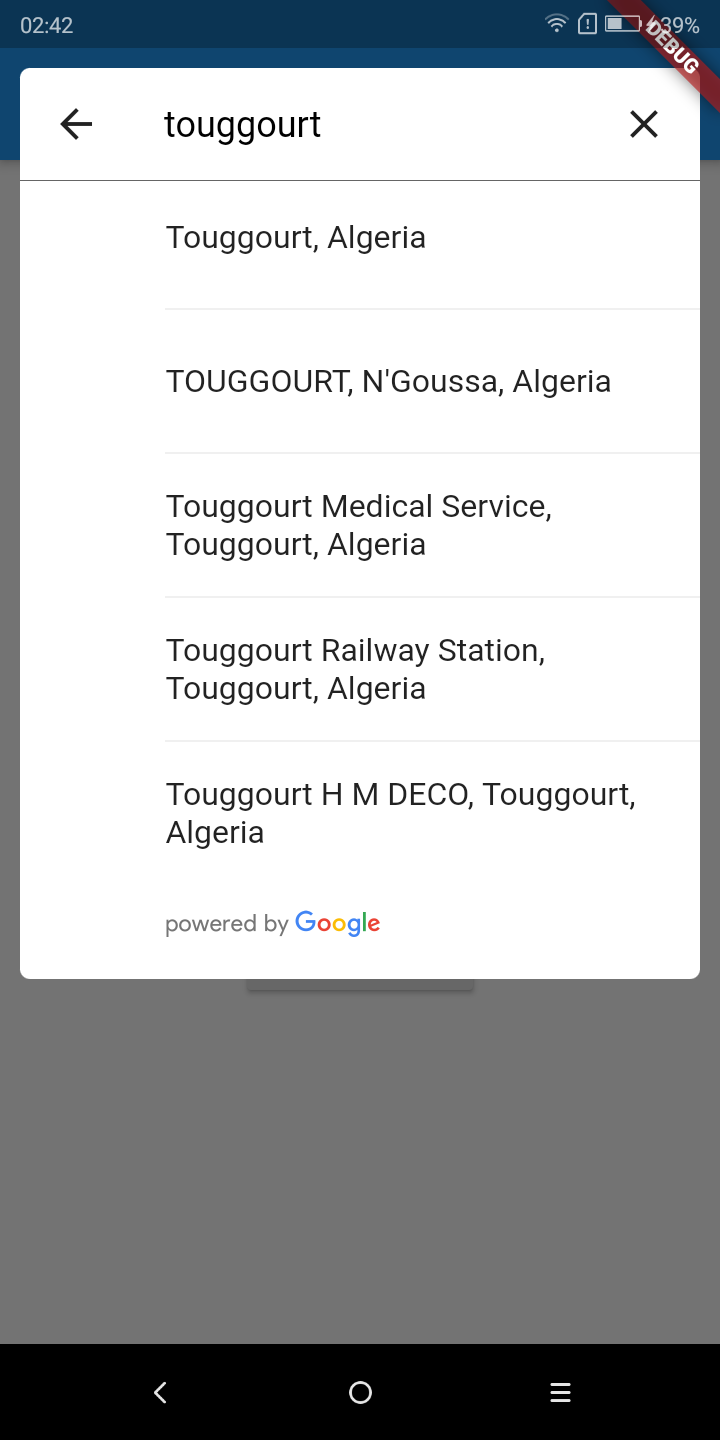 02:42
39%
DEBUG
touggourt
Touggourt, Algeria
TOUGGOURT, N'Goussa, Algeria
Touggourt Medical Service,
Touggourt, Algeria
Touggourt Railway Station,
Touggourt, Algeria
Touggourt H M DECO, Touggourt,
Algeria
powered by Google